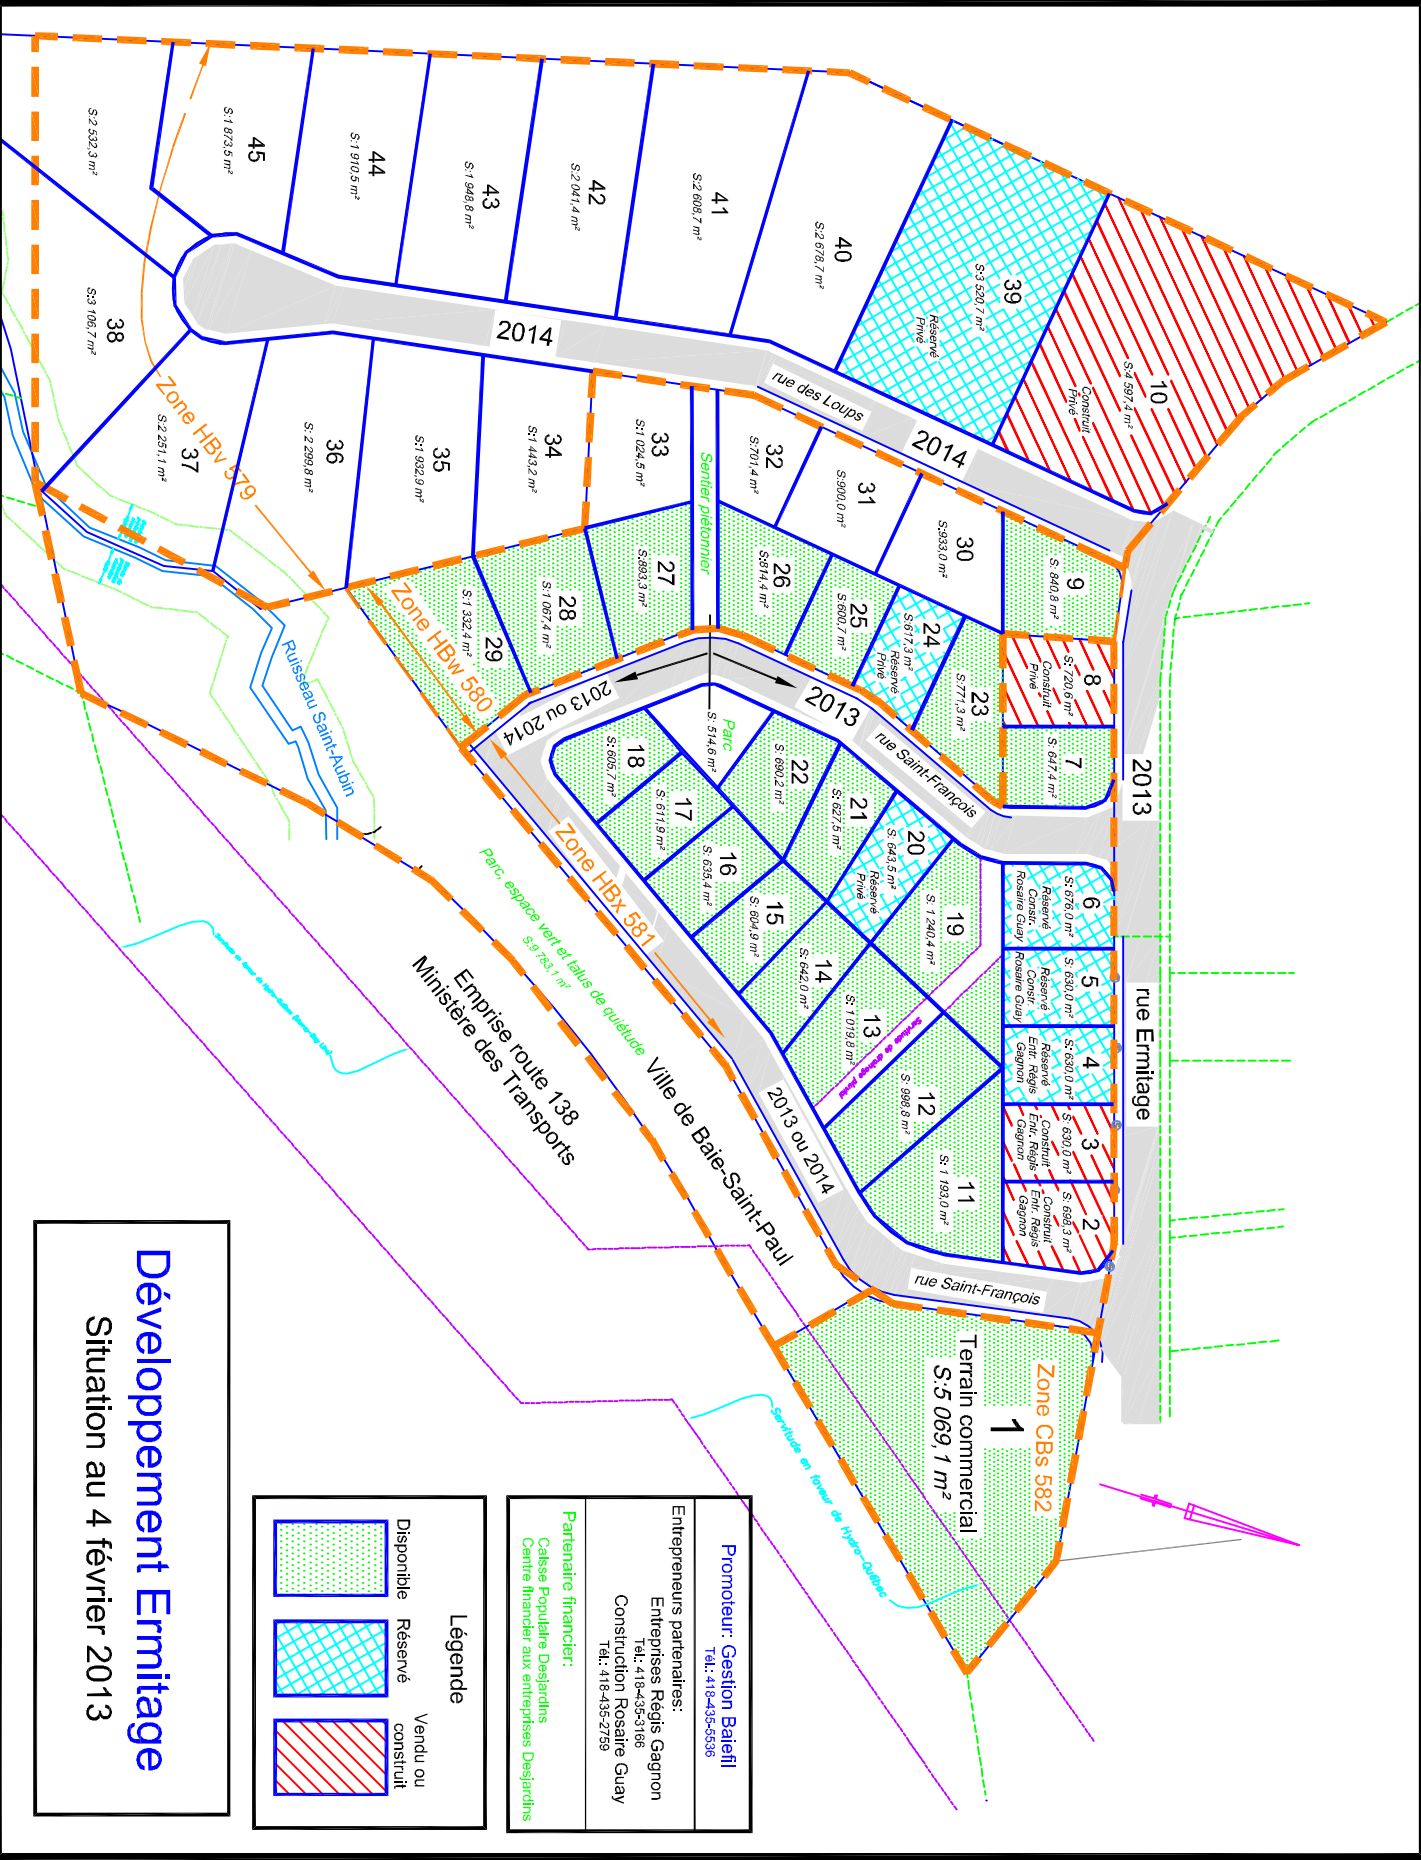 Développement Ermitage
Situation au 4 février 2013
Légende
Disponible
Réservé
Vendu ou
construit
Promoteur: Gestion Baiefil
Tél.: 418-435-5536
Entrepreneurs partenaires:
Entreprises Régis Gagnon
Tél.: 418-435-3166
Construction Rosaire Guay
Tél.: 418-435-2759
Partenaire financier:
Caisse Populaire Desjardins
Centre financier aux entreprises Desjardins
Zone CBs 582
1
Terrain commercial
S:5 069,1 m²
2
S: 698,3 m²
Construit
Entr. Régis
Gagnon
3
S: 630,0 m²
Construit
Entr. Régis
Gagnon
4
S: 630,0 m²
Réservé
Entr. Régis
Gagnon
5
S: 630,0 m²
Réservé
Constr.
Rosaire Guay
6
S: 676,0 m²
Réservé
Constr.
Rosaire Guay
7
S: 647,4 m²
8
S: 720,6 m²
Construit
Privé
9
S: 840,8 m²
10
S:4 597,4 m²
Construit
Privé
11
S: 1 193,0 m²
12
S: 998,8 m²
13
S: 1 019,8 m²
14
S: 642,0 m²
15
S: 604,9 m²
16
S: 635,4 m²
17
S: 611,9 m²
18
S: 605,7 m²
19
S: 1 240,4 m²
20
S: 643,5 m²
Réservé
Privé
21
S: 627,5 m²
22
S: 690,2 m²
Parc
S: 514,6 m²
23
S:771,3 m²
24
S:617,3 m²
Réservé
Privé
25
S:600,7 m²
26
S:814,4 m²
27
S:893,3 m²
28
S:1 067,4 m²
29
S:1 332,4 m²
30
S:933,0 m²
31
S:900,0 m²
32
S:701,4 m²
33
S:1 024,5 m²
34
S:1 443,2 m²
35
S:1 932,9 m²
36
S: 2 299,8 m²
37
S:2 251,1 m²
38
S:3 106,7 m²
39
S:3 520,7 m²
Réservé
Privé
40
S:2 678,7 m²
41
S:2 608,7 m²
42
S:2 041,4 m²
43
S:1 948,8 m²
44
S:1 910,5 m²
45
S:1 873,5 m²
S:2 532,3 m²
2014
rue des Loups
2014
2013
rue Ermitage
2013
rue Saint-François
2013 ou 2014
2013 ou 2014
rue Saint-François
Sentier piétonnier
Servitude de drainage pluvial
Zone HBv 579
Zone HBw 580
Zone HBx 581
Ruisseau Saint-Aubin
Parc, espace vert et talus de quiétude
S:9 783,1 m²
Ville de Baie-Saint-Paul
Emprise route 138
Ministère des Transports
Servitude en faveur de Hydro-Québec